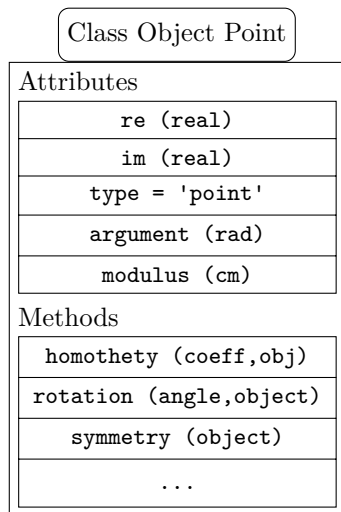 Class Object Point
Attributes
re (real)
im (real)
type = 'point'
argument (rad)
modulus (cm)
Methods
homothety (coeff,obj)
rotation (angle,object)
symmetry (object)
...